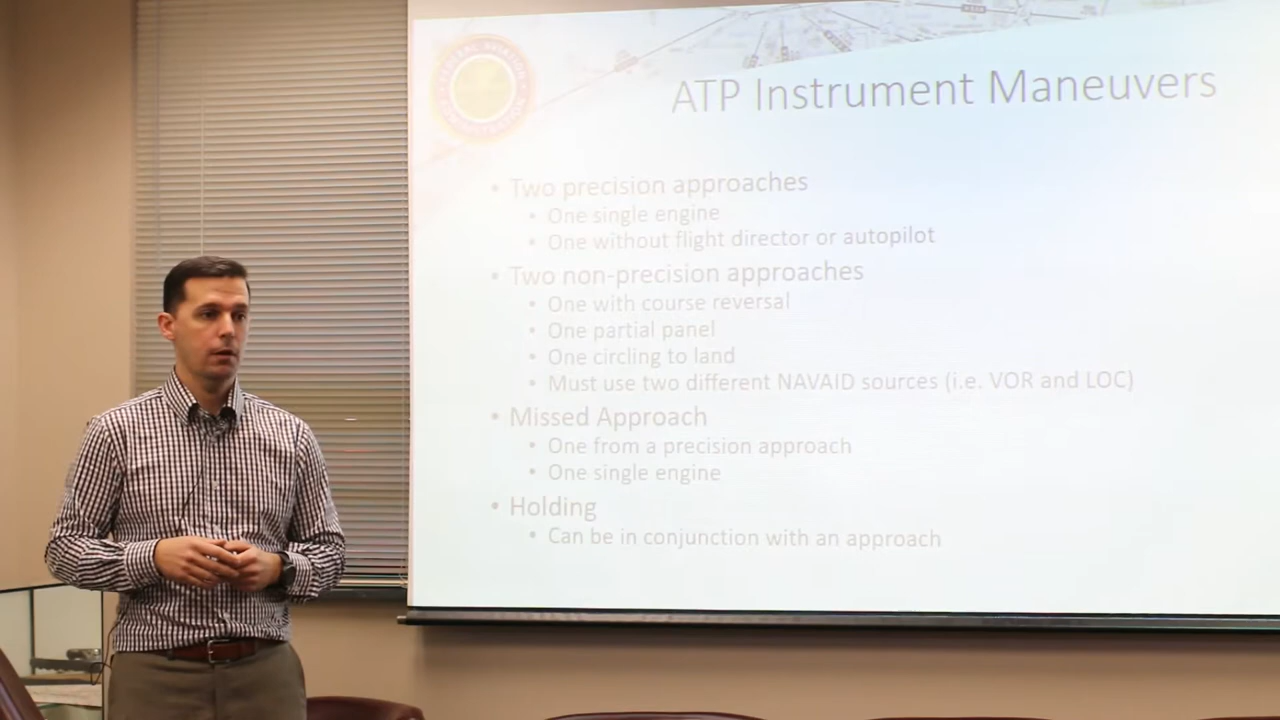 ATP Instrument Maneuvers
• Two precision approaches
• One single engine
• One without flight director or autopilot
• Two non-precision approaches
• One with course reversal
• One partial panel
• One circling to land
• Must use two different NAVAID sources (i.e. VOR and LOC)
• Missed Approach
• One from a precision approach
• One single engine
• Holding
• Can be in conjunction with an approach